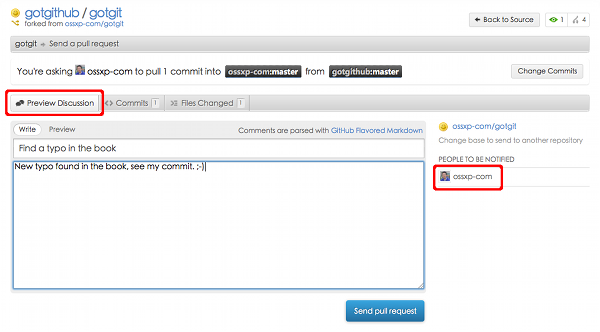 gotgithub / gotgit
forked from ossxp-com/gotgit
Back to Source
1
4
gotgit Send a pull request
You're asking ossxp-com to pull 1 commit into ossxp-com:master from gotgithub:master
Change Commits
Preview Discussion
Commits 1
Files Changed 1
Write
Preview
Comments are parsed with GitHub Flavored Markdown
Find a typo in the book
New typo found in the book, see my commit. ;-)
Send pull request
ossxp-com/gotgit
Change base to send to another repository
PEOPLE TO BE NOTIFIED
ossxp-com